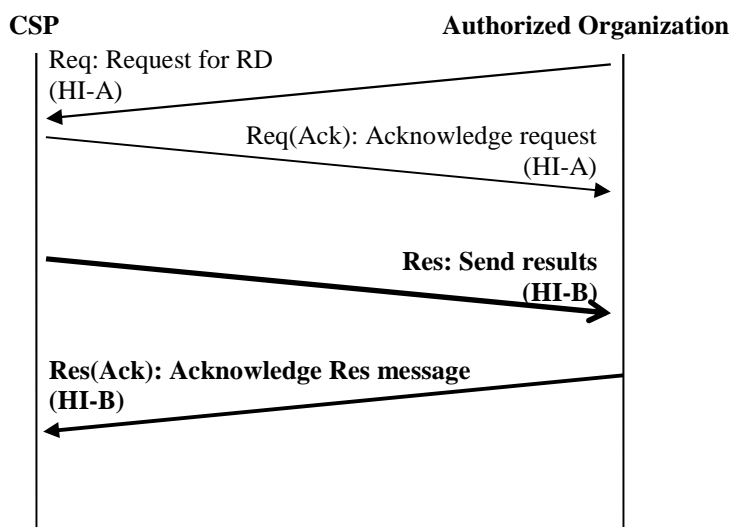 CSP
Authorized Organization
Req: Request for RD
(HI-A)
Req(Ack): Acknowledge request
(HI-A)
Res: Send results
(HI-B)
Res(Ack): Acknowledge Res message
(HI-B)